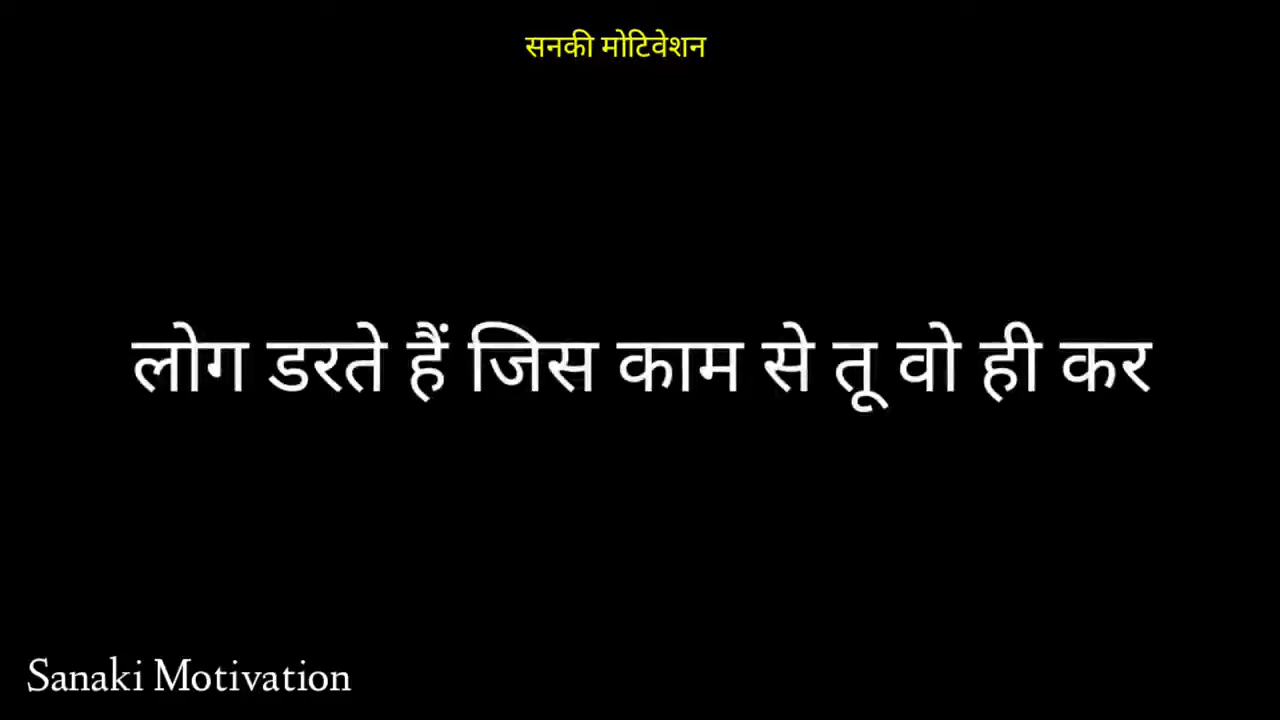 सनकी मोटिवेशन
लोग डरते हैं जिस काम से तू वो ही कर
Sanaki Motivation